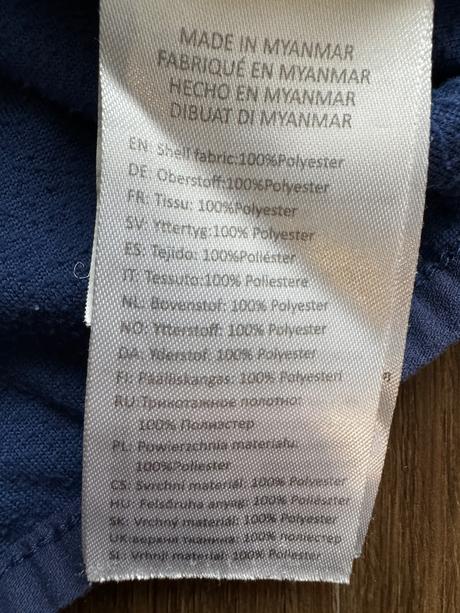 MADE IN MYANMAR
FABRIQUÉ EN MYANMAR
HECHO EN MYANMAR
DIBUAT DI MYANMAR
EN: Shell fabric:100%Polyester
DE: Oberstoff:100%Polyester
FR: Tissu: 100%Polyester
SV: Yttertyg:100% Polyester
ES: Tejido: 100%Poliéster
IT: Tessuto:100% Poliestere
NL: Bovenstof: 100% Polyester
NO: Ytterstoff: 100% Polyester
DA: Yderstof: 100% Polyester
FI: Päälliskangas: 100% Polyesteri
RU:Трикотажное полотно:
100% Полиэстер
PL: Powierzchnia materiału:
100%Poliester
CS: Svrchní materiál: 100% Polyester
HU: Felsőruha anyag: 100% Poliészter
SK: Vrchný materiál: 100% Polyester
UK:верхні тканина: 100% поліестер
SL: Vrhnji material: 100% Polyester